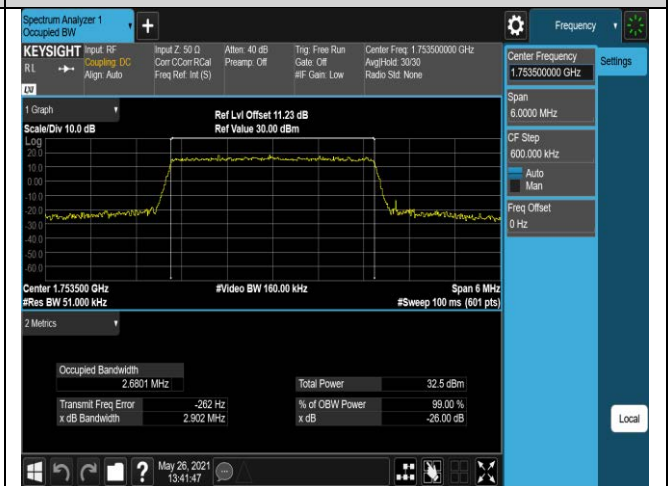 Spectrum Analyzer 1
Occupied BW
+
Frequency
KEYSIGHT
RL
LXI
Input: RF
Coupling: DC
Align: Auto
Input Z: 50 Ω
Corr CCorr RCal
Freq Ref: Int (S)
Atten: 40 dB
Preamp: Off
Trig: Free Run
Gate: Off
#IF Gain: Low
Center Freq: 1.753500000 GHz
Avg|Hold: 30/30
Radio Std: None
Center Frequency
1.753500000 GHz
Settings
Span
6.0000 MHz
CF Step
600.000 kHz
Auto
Man
Freq Offset
0 Hz
Local
1 Graph
Scale/Div 10.0 dB
Ref Lvl Offset 11.23 dB
Ref Value 30.00 dBm
Log
20.0
10.0
0.00
-10.0
-20.0
-30.0
-40.0
-50.0
-60.0
Center 1.753500 GHz
#Video BW 160.00 kHz
Span 6 MHz
#Res BW 51.000 kHz
#Sweep 100 ms (601 pts)
2 Metrics
Occupied Bandwidth
2.6801 MHz
Total Power 32.5 dBm
Transmit Freq Error -262 Hz
% of OBW Power 99.00 %
x dB Bandwidth 2.902 MHz
x dB -26.00 dB
?
May 26, 2021
13:41:47